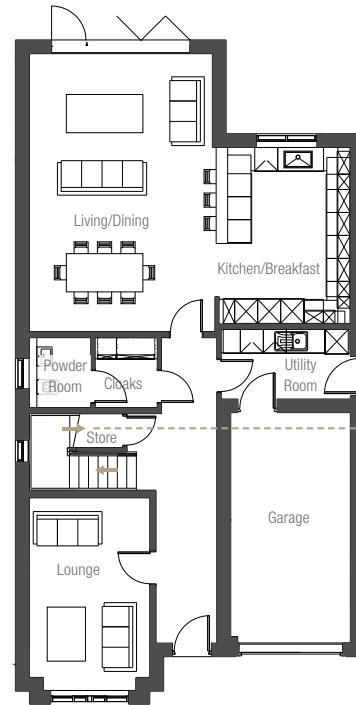 Living/Dining
Kitchen/Breakfast
Powder
Room
Cloaks
Utility
Room
Store
Garage
Lounge